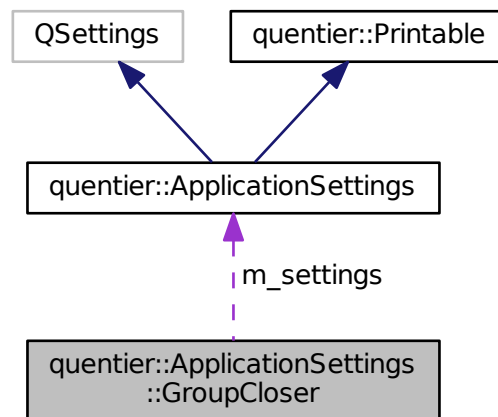 QSettings
quentier::Printable
quentier::ApplicationSettings
m_settings
quentier::ApplicationSettings
::GroupCloser